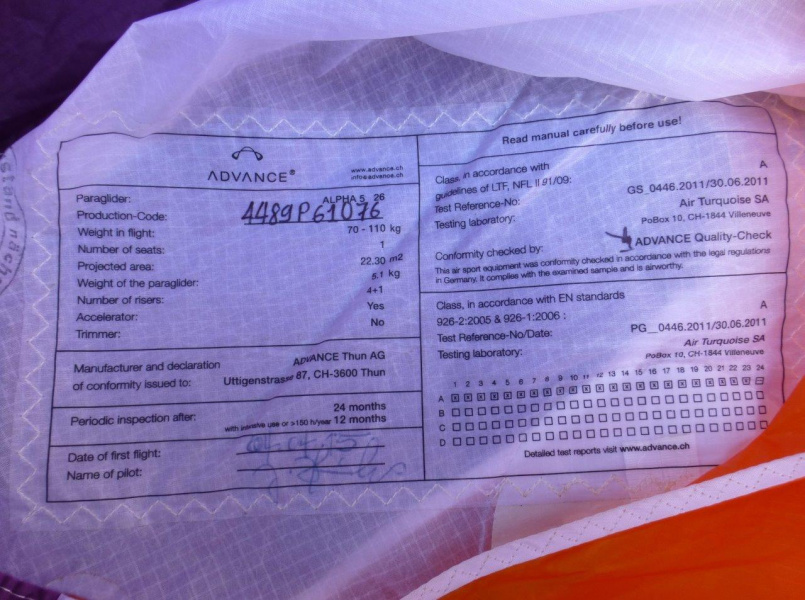 ADVANCE®
www.advance.ch
info@advance.ch
Paraglider: ALPHA 5 26
Production-Code: 4489P61076
Weight in flight: 70 - 110 kg
Number of seats: 1
Projected area: 22.30 m2
Weight of the paraglider: 5.1 kg
Number of risers: 4+1
Accelerator: Yes
Trimmer: No
Manufacturer and declaration
of conformity issued to:
ADVANCE Thun AG
Uttigenstrasse 87, CH-3600 Thun
Periodic inspection after: 24 months
with intensive use or >150 h/year 12 months
Date of first flight:
Name of pilot:
Read manual carefully before use!
Class, in accordance with A
guidelines of LTF, NFL II 91/09:
Test Reference-No: GS_0446.2011/30.06.2011
Testing laboratory: Air Turquoise SA
PoBox 10, CH-1844 Villeneuve
Conformity checked by: ADVANCE Quality-Check
This air sport equipment was conformity checked in accordance with the legal regulations
in Germany. It complies with the examined sample and is airworthy.
Class, in accordance with EN standards
926-2:2005 & 926-1:2006 : A
Test Reference-No/Date: PG__0446.2011/30.06.2011
Testing laboratory: Air Turquoise SA
PoBox 10, CH-1844 Villeneuve
1 2 3 4 5 6 7 8 9 10 11 12 13 14 15 16 17 18 19 20 21 22 23 24
A
B
C
D
Detailed test reports visit www.advance.ch